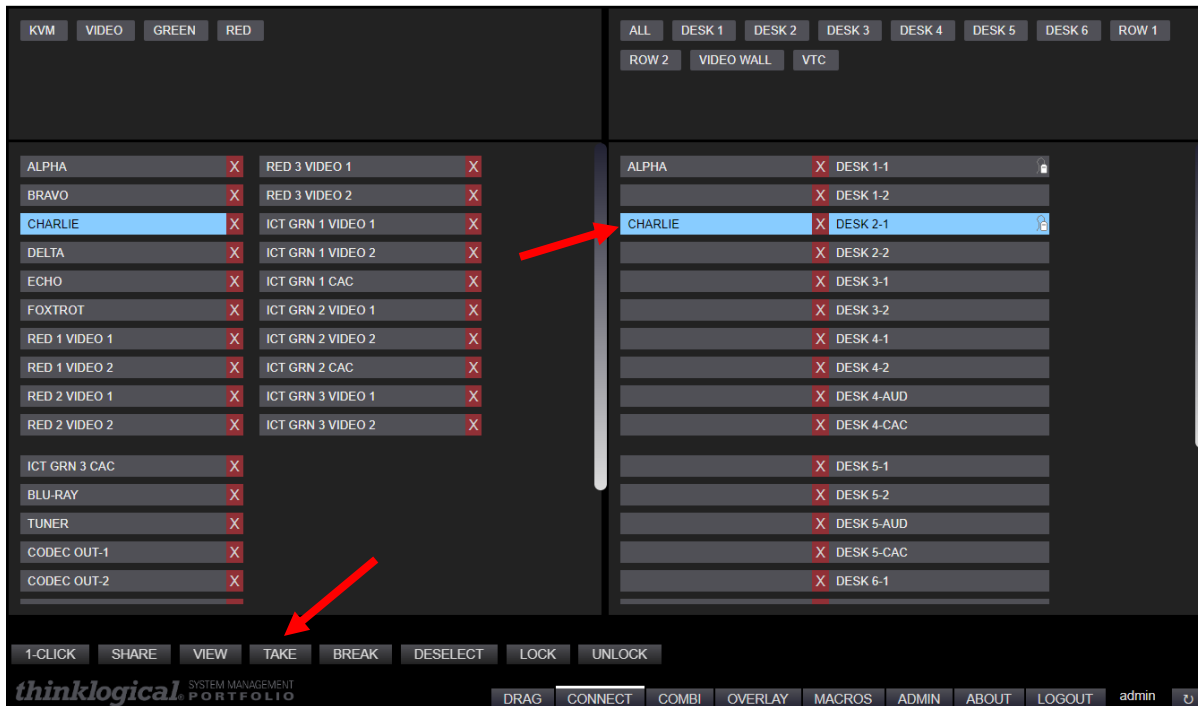 KVM VIDEO GREEN RED
ALL DESK 1 DESK 2 DESK 3 DESK 4 DESK 5 DESK 6 ROW 1
ROW 2 VIDEO WALL VTC
ALPHA X RED 3 VIDEO 1 X
BRAVO X RED 3 VIDEO 2 X
CHARLIE X ICT GRN 1 VIDEO 1 X
DELTA X ICT GRN 1 VIDEO 2 X
ECHO X ICT GRN 1 CAC X
FOXTROT X ICT GRN 2 VIDEO 1 X
RED 1 VIDEO 1 X ICT GRN 2 VIDEO 2 X
RED 1 VIDEO 2 X ICT GRN 2 CAC X
RED 2 VIDEO 1 X ICT GRN 3 VIDEO 1 X
RED 2 VIDEO 2 X ICT GRN 3 VIDEO 2 X
ICT GRN 3 CAC X
BLU-RAY X
TUNER X
CODEC OUT-1 X
CODEC OUT-2 X
ALPHA X DESK 1-1
X DESK 1-2
CHARLIE X DESK 2-1
X DESK 2-2
X DESK 3-1
X DESK 3-2
X DESK 4-1
X DESK 4-2
X DESK 4-AUD
X DESK 4-CAC
X DESK 5-1
X DESK 5-2
X DESK 5-AUD
X DESK 5-CAC
X DESK 6-1
1-CLICK SHARE VIEW TAKE BREAK DESELECT LOCK UNLOCK
thinklogical® SYSTEM MANAGEMENT
PORTFOLIO
DRAG CONNECT COMBI OVERLAY MACROS ADMIN ABOUT LOGOUT admin